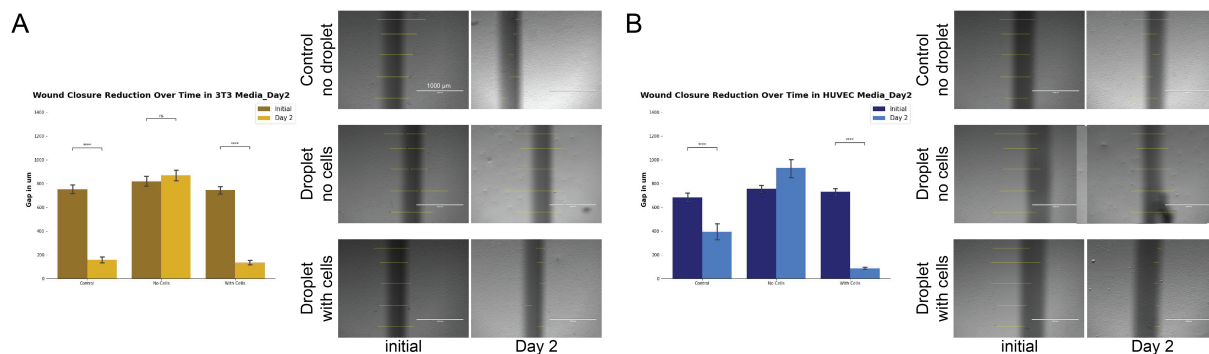 A
Wound Closure Reduction Over Time in 3T3 Media_Day2
Initial
Day 2
Gap in um
1400
1200
1000
800
600
400
200
0
****
ns
****
Control
No Cells
With Cells
Control
no droplet
Droplet
no cells
Droplet
with cells
1000 µm
initial
Day 2
B
Wound Closure Reduction Over Time in HUVEC Media_Day2
Initial
Day 2
Gap in um
1400
1200
1000
800
600
400
200
0
****
****
Control
No Cells
With Cells
Control
no droplet
Droplet
no cells
Droplet
with cells
initial
Day 2